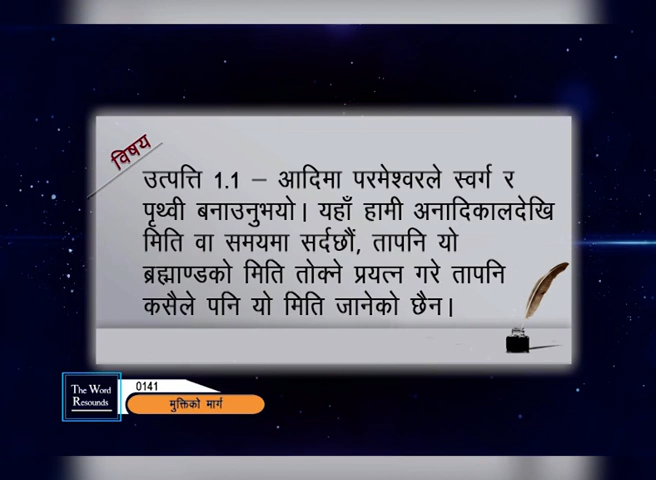 विषय
उत्पत्ति 1.1 – आदिमा परमेश्वरले स्वर्ग र
पृथ्वी बनाउनुभयो। यहाँ हामी अनादिकालदेखि
मिति वा समयमा सर्दछौं, तापनि यो
ब्रह्माण्डको मिति तोक्ने प्रयत्न गरे तापनि
कसैले पनि यो मिति जानेको छैन।
The Word
Resounds
0141
मुक्तिको मार्ग